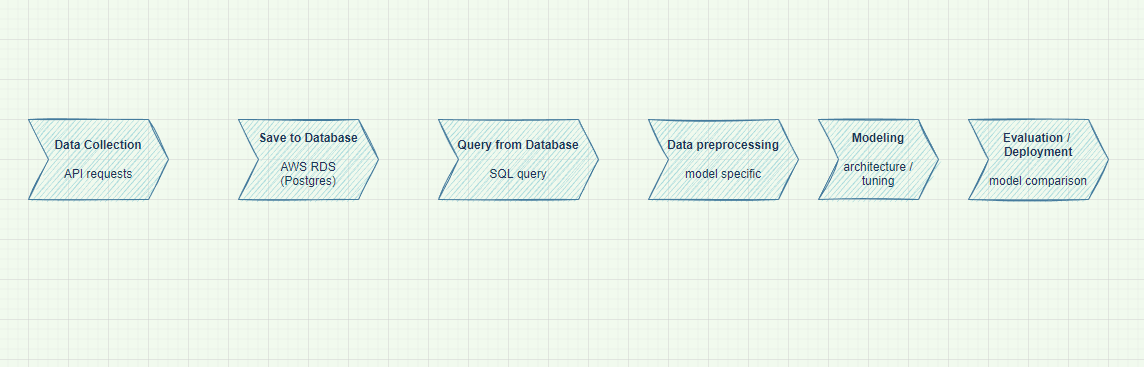 Data Collection
API requests
Save to Database
AWS RDS
(Postgres)
Query from Database
SQL query
Data preprocessing
model specific
Modeling
architecture /
tuning
Evaluation /
Deployment
model comparison